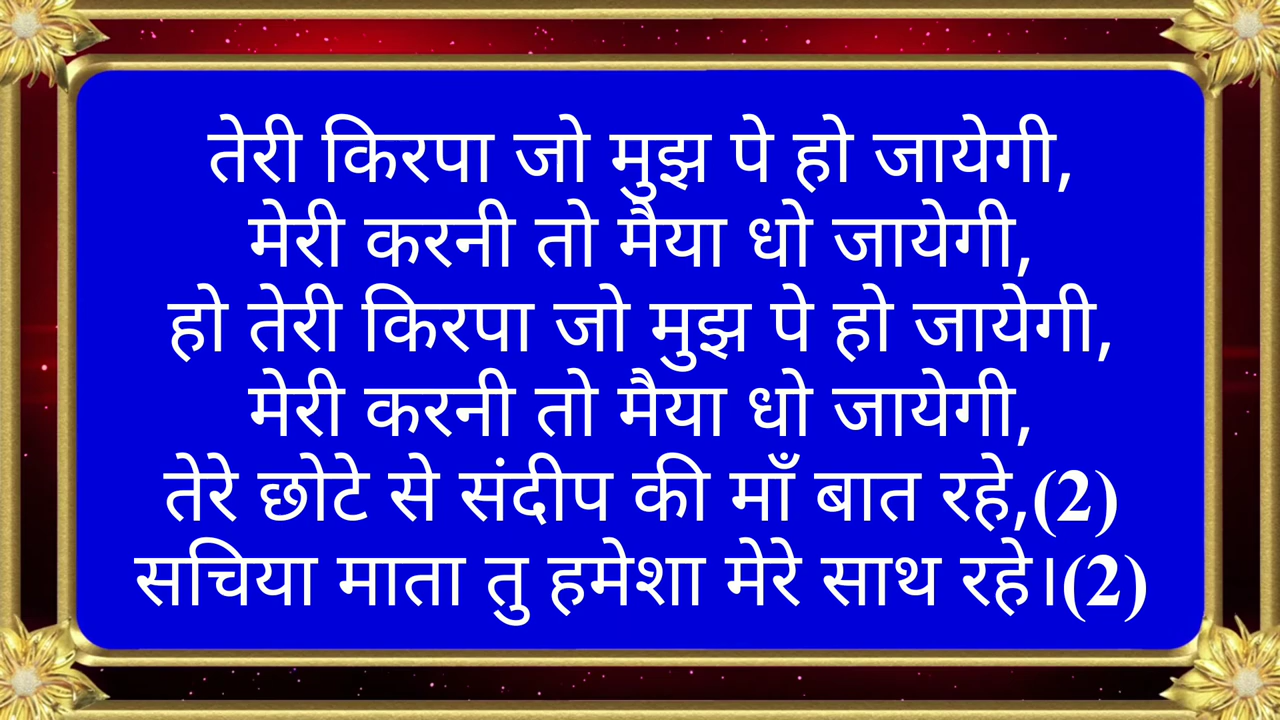 तेरी किरपा जो मुझ पे हो जायेगी,
मेरी करनी तो मैया धो जायेगी,
हो तेरी किरपा जो मुझ पे हो जायेगी,
मेरी करनी तो मैया धो जायेगी,
तेरे छोटे से संदीप की माँ बात रहे,(2)
सचिया माता तु हमेशा मेरे साथ रहे।(2)